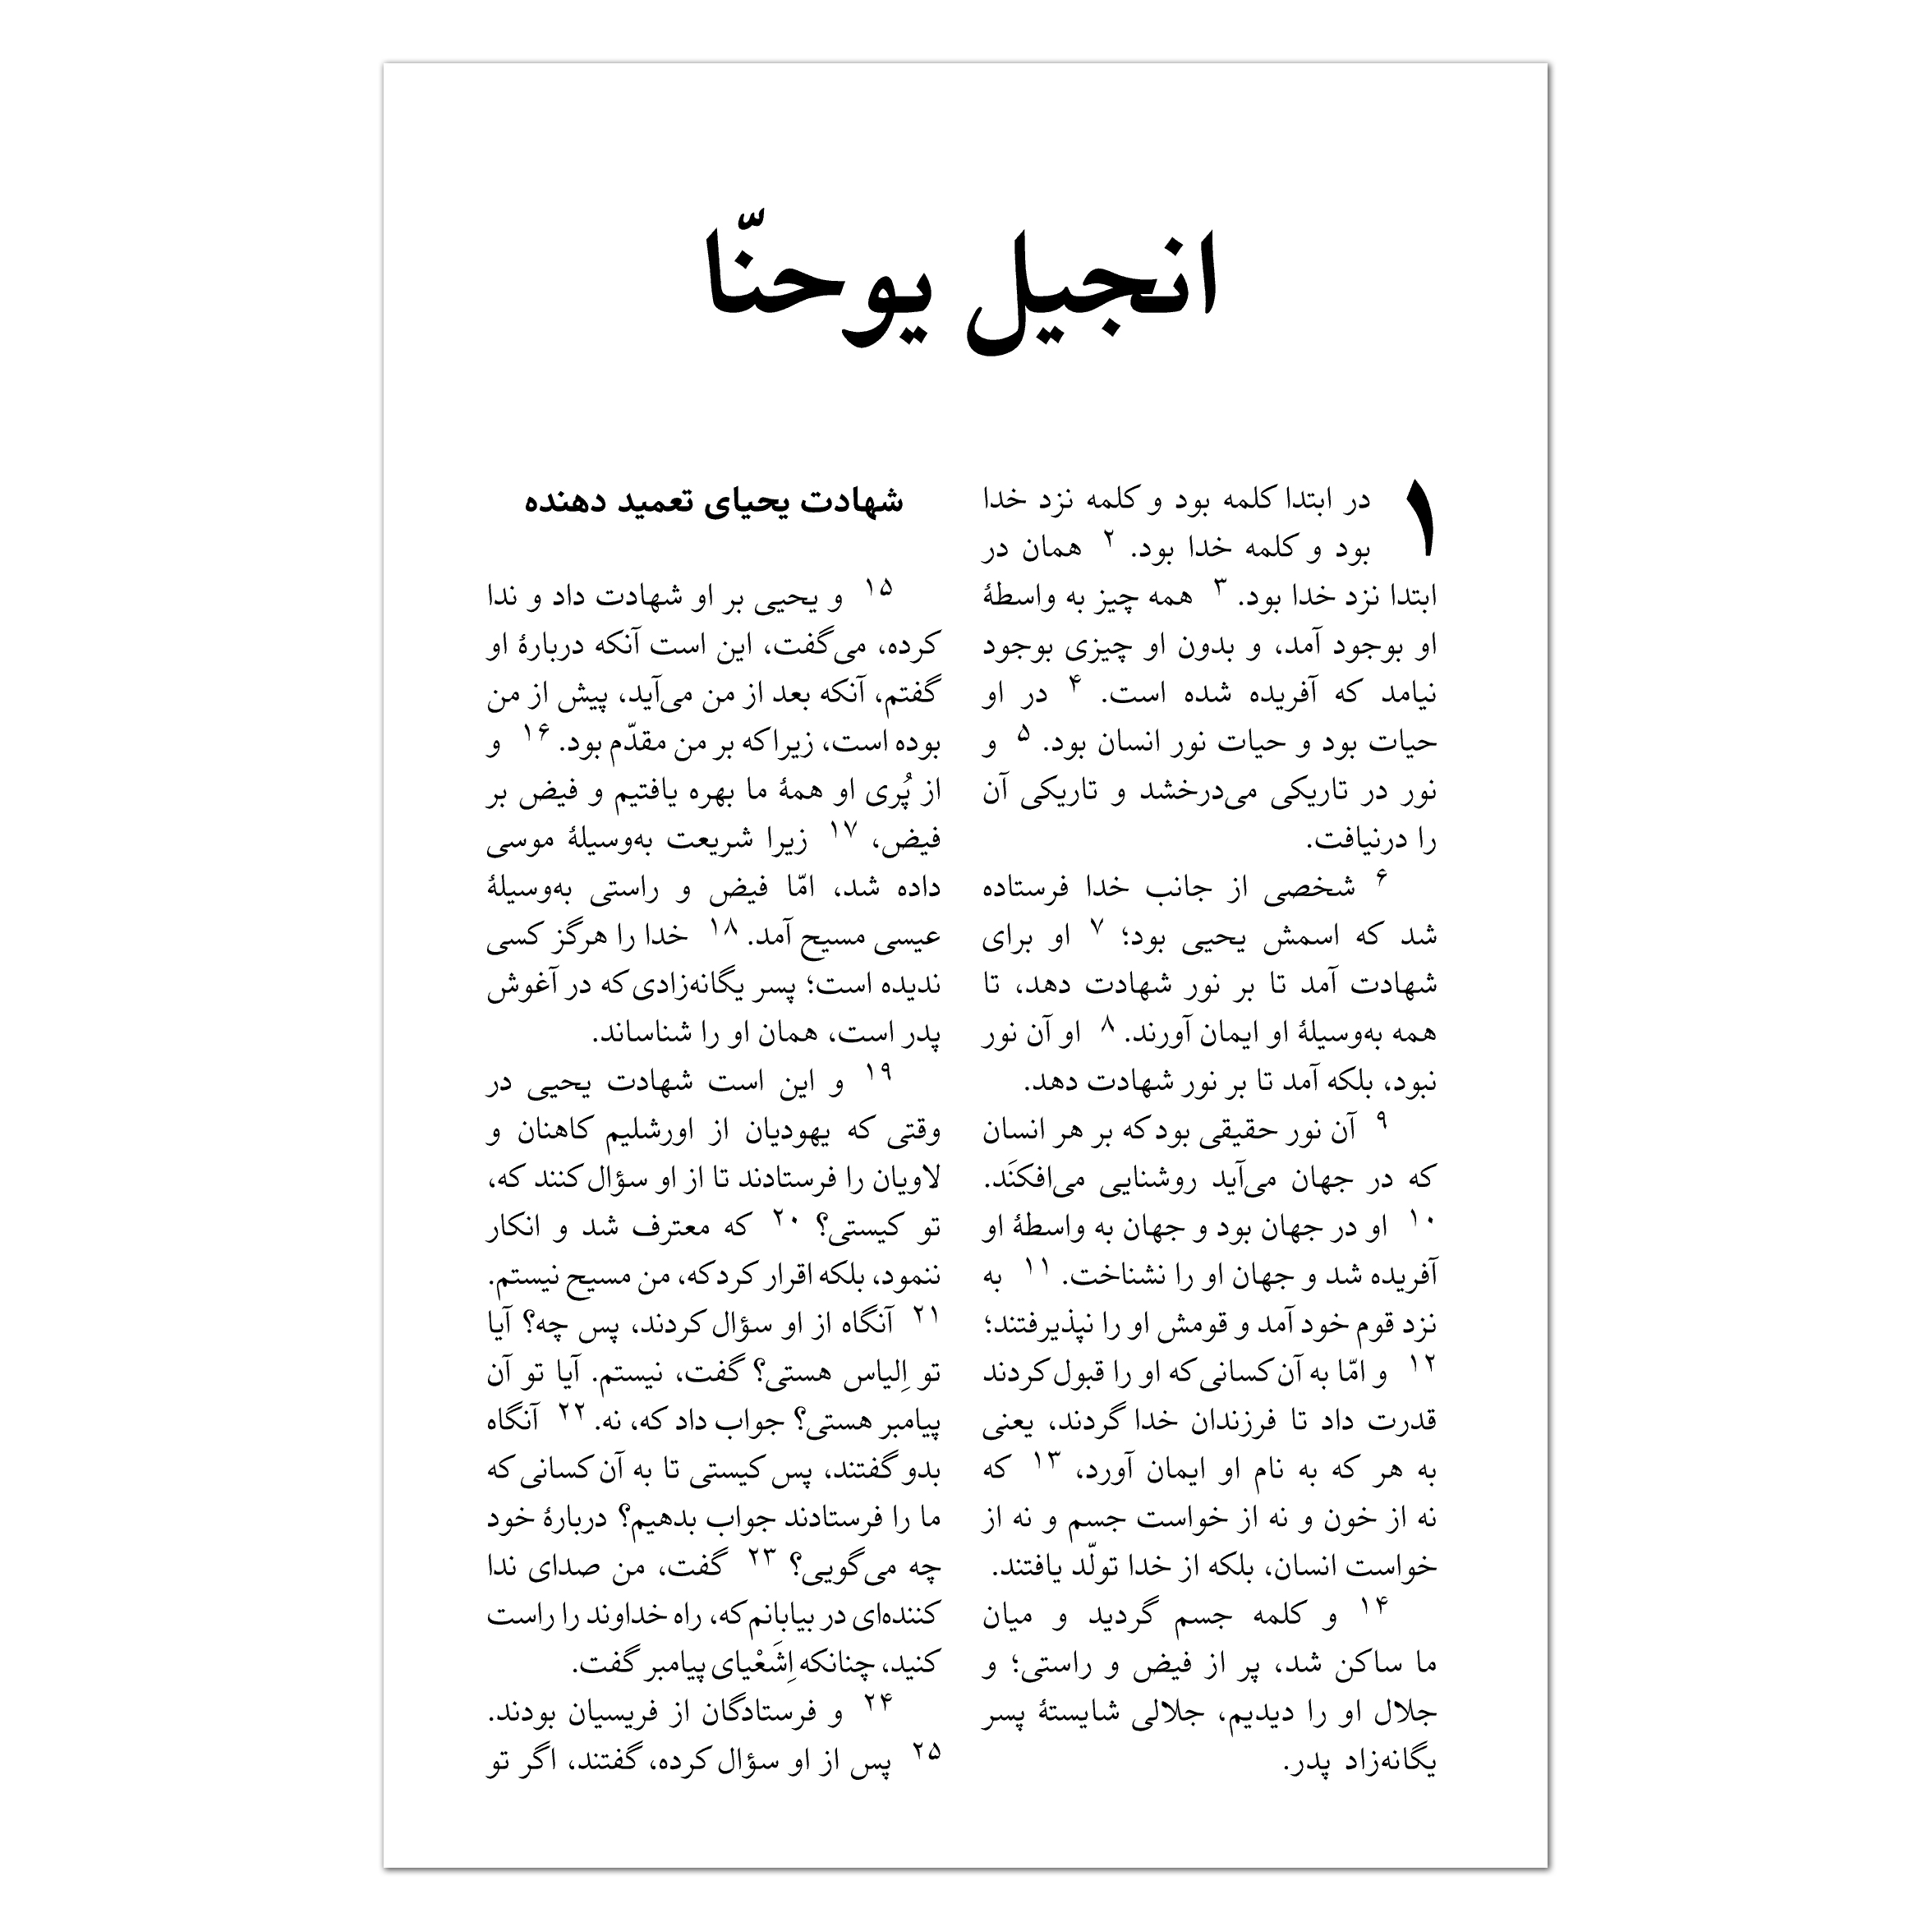 انجیل یوحنّا
۱
در ابتدا کلمه بود و کلمه نزد خدا
بود و کلمه خدا بود. ۲ همان در
ابتدا نزد خدا بود. ۳ همه چیز به واسطهٔ
او بوجود آمد، و بدون او چیزی بوجود
نیامد که آفریده شده است. ۴ در او
حیات بود و حیات نور انسان بود. ۵ و
نور در تاریکی می‌درخشد و تاریکی آن
را درنیافت.
۶ شخصی از جانب خدا فرستاده
شد که اسمش یحیی بود؛ ۷ او برای
شهادت آمد تا بر نور شهادت دهد، تا
همه به‌وسیلهٔ او ایمان آورند. ۸ او آن نور
نبود، بلکه آمد تا بر نور شهادت دهد.
۹ آن نور حقیقی بود که بر هر انسان
که در جهان می‌آید روشنایی می‌افکنَد.
۱۰ او در جهان بود و جهان به واسطهٔ او
آفریده شد و جهان او را نشناخت. ۱۱ به
نزد قوم خود آمد و قومش او را نپذیرفتند؛
۱۲ و امّا به آن کسانی که او را قبول کردند
قدرت داد تا فرزندان خدا گردند، یعنی
به هر که به نام او ایمان آورد، ۱۳ که
نه از خون و نه از خواست جسم و نه از
خواست انسان، بلکه از خدا تولّد یافتند.
۱۴ و کلمه جسم گردید و میان
ما ساکن شد، پر از فیض و راستی؛ و
جلال او را دیدیم، جلالی شایستهٔ پسر
یگانه‌زاد پدر.
شهادت یحیای تعمید دهنده
۱۵ و یحیی بر او شهادت داد و ندا
کرده، می‌گفت، این است آنکه دربارهٔ او
گفتم، آنکه بعد از من می‌آید، پیش از من
بوده است، زیرا که بر من مقدّم بود. ۱۶ و
از پُری او همهٔ ما بهره یافتیم و فیض بر
فیض، ۱۷ زیرا شریعت به‌وسیلهٔ موسی
داده شد، امّا فیض و راستی به‌وسیلهٔ
عیسی مسیح آمد. ۱۸ خدا را هرگز کسی
ندیده است؛ پسر یگانه‌زادی که در آغوش
پدر است، همان او را شناساند.
۱۹ و این است شهادت یحیی در
وقتی که یهودیان از اورشلیم کاهنان و
لاویان را فرستادند تا از او سؤال کنند که،
تو کیستی؟ ۲۰ که معترف شد و انکار
ننمود، بلکه اقرار کرد که، من مسیح نیستم.
۲۱ آنگاه از او سؤال کردند، پس چه؟ آیا
تو اِلیاس هستی؟ گفت، نیستم. آیا تو آن
پیامبر هستی؟ جواب داد که، نه. ۲۲ آنگاه
بدو گفتند، پس کیستی تا به آن کسانی که
ما را فرستادند جواب بدهیم؟ دربارهٔ خود
چه می‌گویی؟ ۲۳ گفت، من صدای ندا
کننده‌ای در بیابانم که، راه خداوند را راست
کنید، چنانکه اِشَعْیای پیامبر گفت.
۲۴ و فرستادگان از فریسیان بودند.
۲۵ پس از او سؤال کرده، گفتند، اگر تو